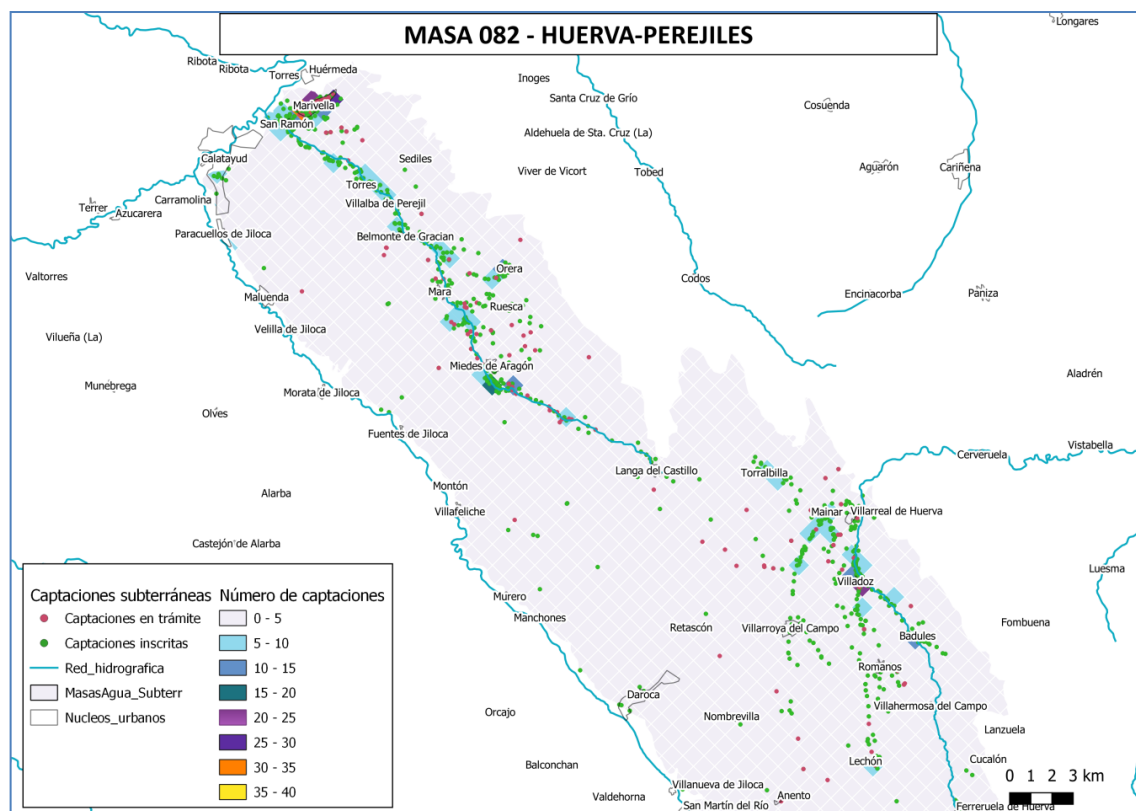 MASA 082 - HUERVA-PEREJILES
Longares
Ribota
Ribota
Torres
Huérmeda
Inoges
Santa Cruz de Grío
Cosuenda
Marivella
San Ramón
Aldehuela de Sta. Cruz (La)
Calatayud
Sediles
Viver de Vicort
Tobed
Aguarón
Cariñena
Torres
Carramolina
Villalba de Perejil
Terrer
Azucarera
Paracuellos de Jiloca
Belmonte de Gracian
Valtorres
Orera
Codos
Maluenda
Mara
Encinacorba
Paniza
Ruesca
Vilueña (La)
Velilla de Jiloca
Miedes de Aragón
Aladrén
Munebrega
Morata de Jiloca
Olvés
Fuentes de Jiloca
Vistabella
Cerveruela
Langa del Castillo
Torralbilla
Montón
Alarba
Villafeliche
Mainar
Villarreal de Huerva
Castejón de Alarba
Luesma
Villadoz
Murero
Manchones
Retascón
Villarroya del Campo
Fombuena
Badules
Romanos
Daroca
Orcajo
Nombrevilla
Villahermosa del Campo
Lanzuela
Balconchan
Lechón
Cucalón
Villanueva de Jiloca
Valdehorna
Anento
San Martín del Río
Ferreruela de Huerva
Captaciones subterráneas
Captaciones en trámite
Captaciones inscritas
Red_hidrografica
MasasAgua_Subterr
Nucleos_urbanos
Número de captaciones
0 - 5
5 - 10
10 - 15
15 - 20
20 - 25
25 - 30
30 - 35
35 - 40
0 1 2 3 km